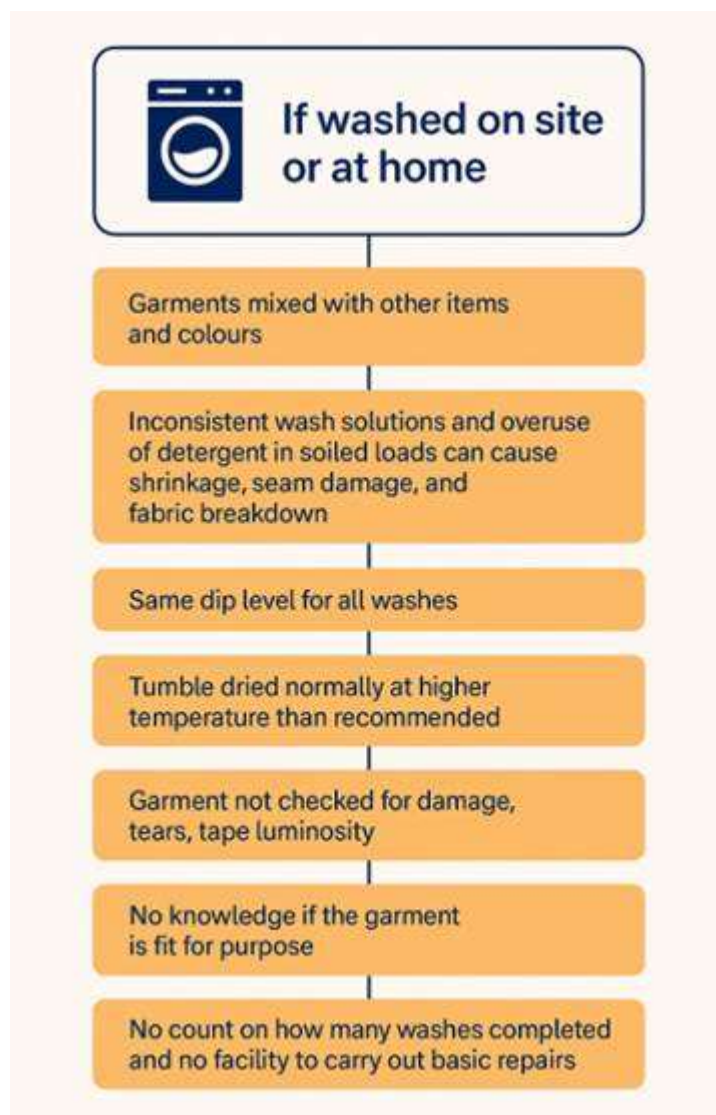 If washed on site
or at home
Garments mixed with other items
and colours
Inconsistent wash solutions and overuse
of detergent in soiled loads can cause
shrinkage, seam damage, and
fabric breakdown
Same dip level for all washes
Tumble dried normally at higher
temperature than recommended
Garment not checked for damage,
tears, tape luminosity
No knowledge if the garment
is fit for purpose
No count on how many washes completed
and no facility to carry out basic repairs